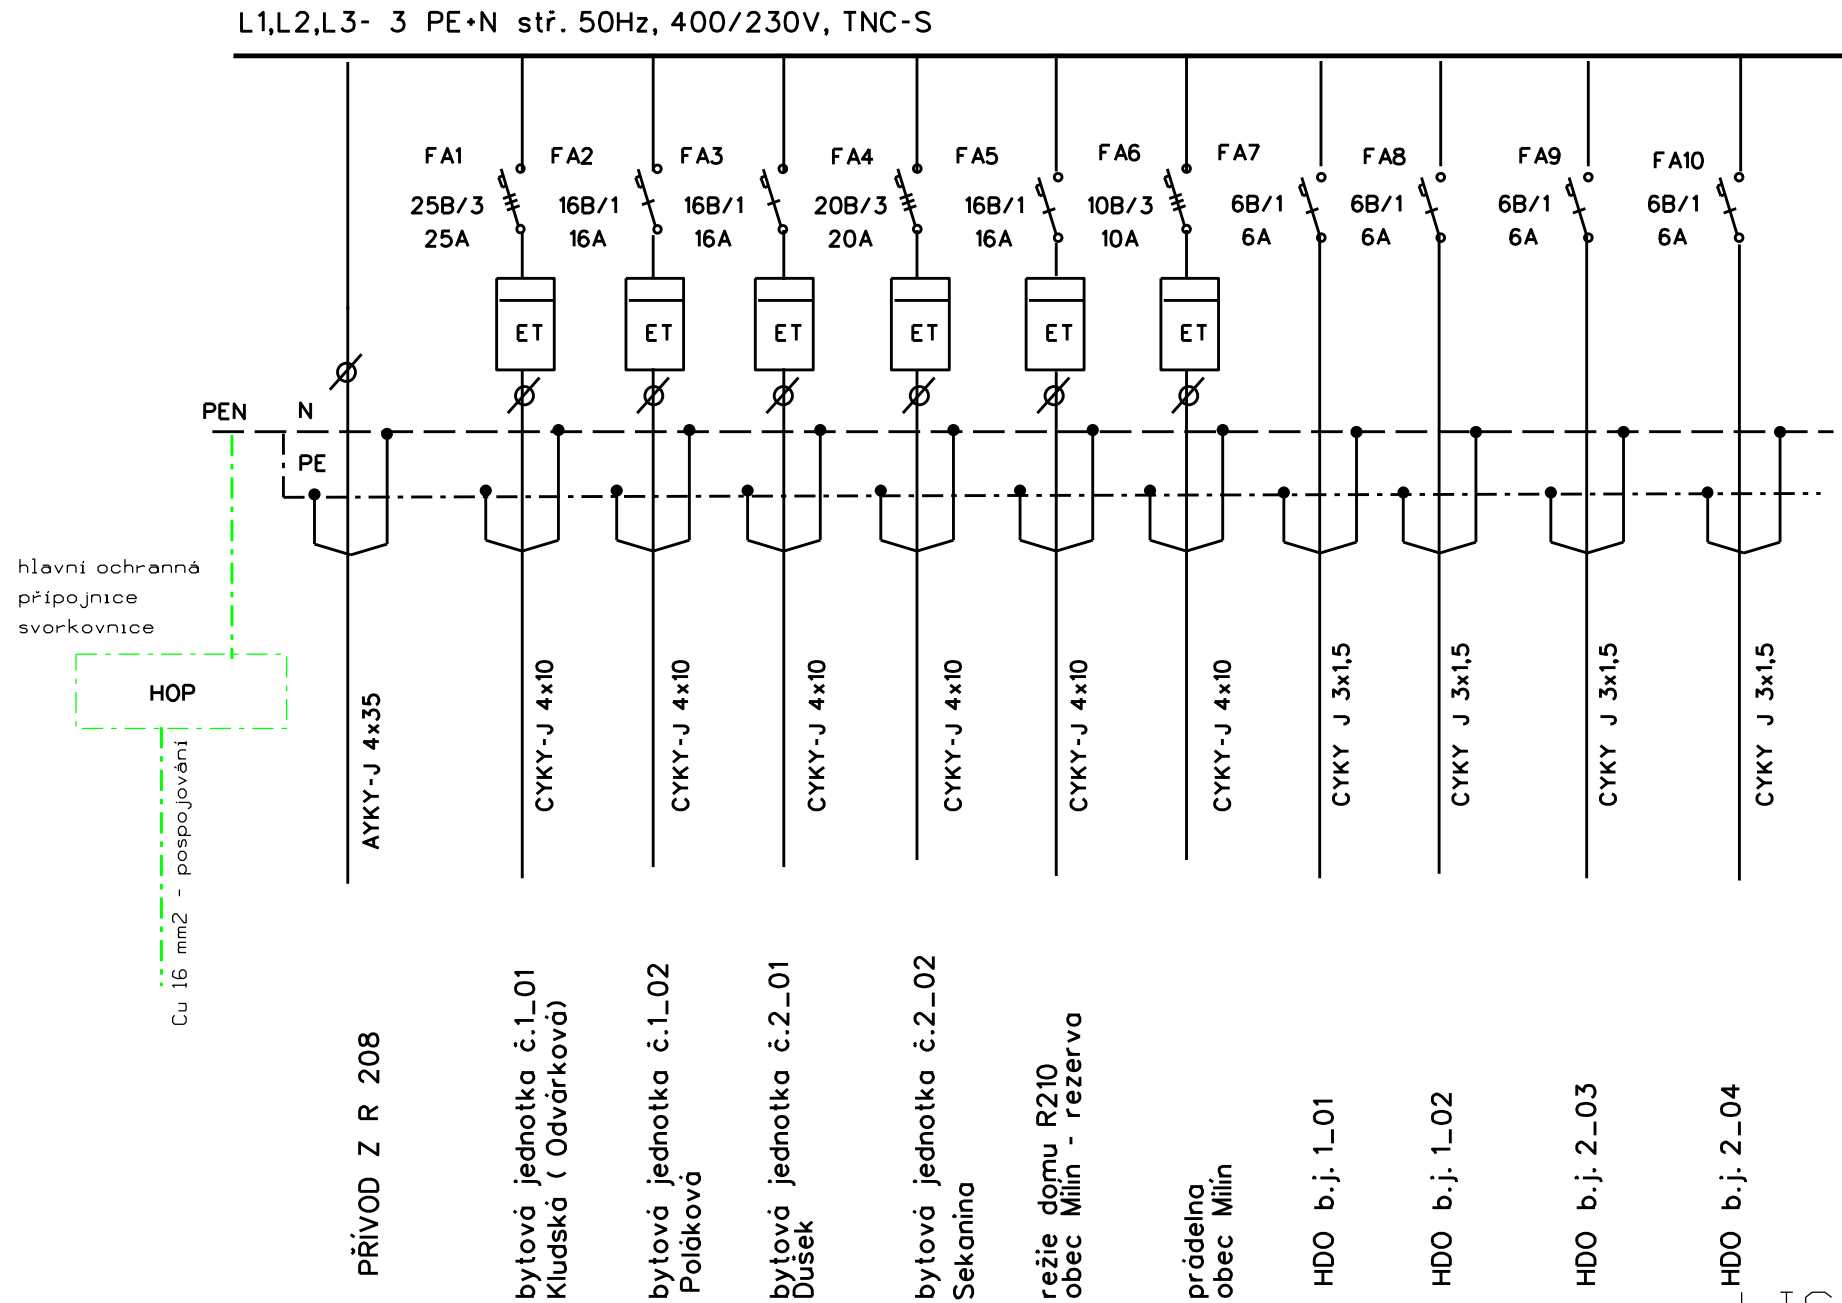 L1,L2,L3- 3 PE+N stř. 50Hz, 400/230V, TNC-S
FA1
25B/3
25A
FA2
16B/1
16A
FA3
16B/1
16A
FA4
20B/3
20A
FA5
16B/1
16A
FA6
10B/3
10A
FA7
6B/1
6A
FA8
6B/1
6A
FA9
6B/1
6A
FA10
6B/1
6A
ET
ET
ET
ET
ET
ET
PEN
N
PE
hlavní ochranná
přípojnice
svorkovnice
HOP
Cu 16 mm2 - pospojování
AYKY-J 4x35
CYKY-J 4x10
CYKY-J 4x10
CYKY-J 4x10
CYKY-J 4x10
CYKY-J 4x10
CYKY-J 4x10
CYKY J 3x1,5
CYKY J 3x1,5
CYKY J 3x1,5
CYKY J 3x1,5
PŘÍVOD Z R 208
bytová jednotka č.1_01
Kludská ( Odvárková)
bytová jednotka č.1_02
Poláková
bytová jednotka č.2_01
Dušek
bytová jednotka č.2_02
Sekanina
režie domu R210
obec Milín - rezerva
prádelna
obec Milín
HDO b.j. 1_01
HDO b.j. 1_02
HDO b.j. 2_03
HDO b.j. 2_04